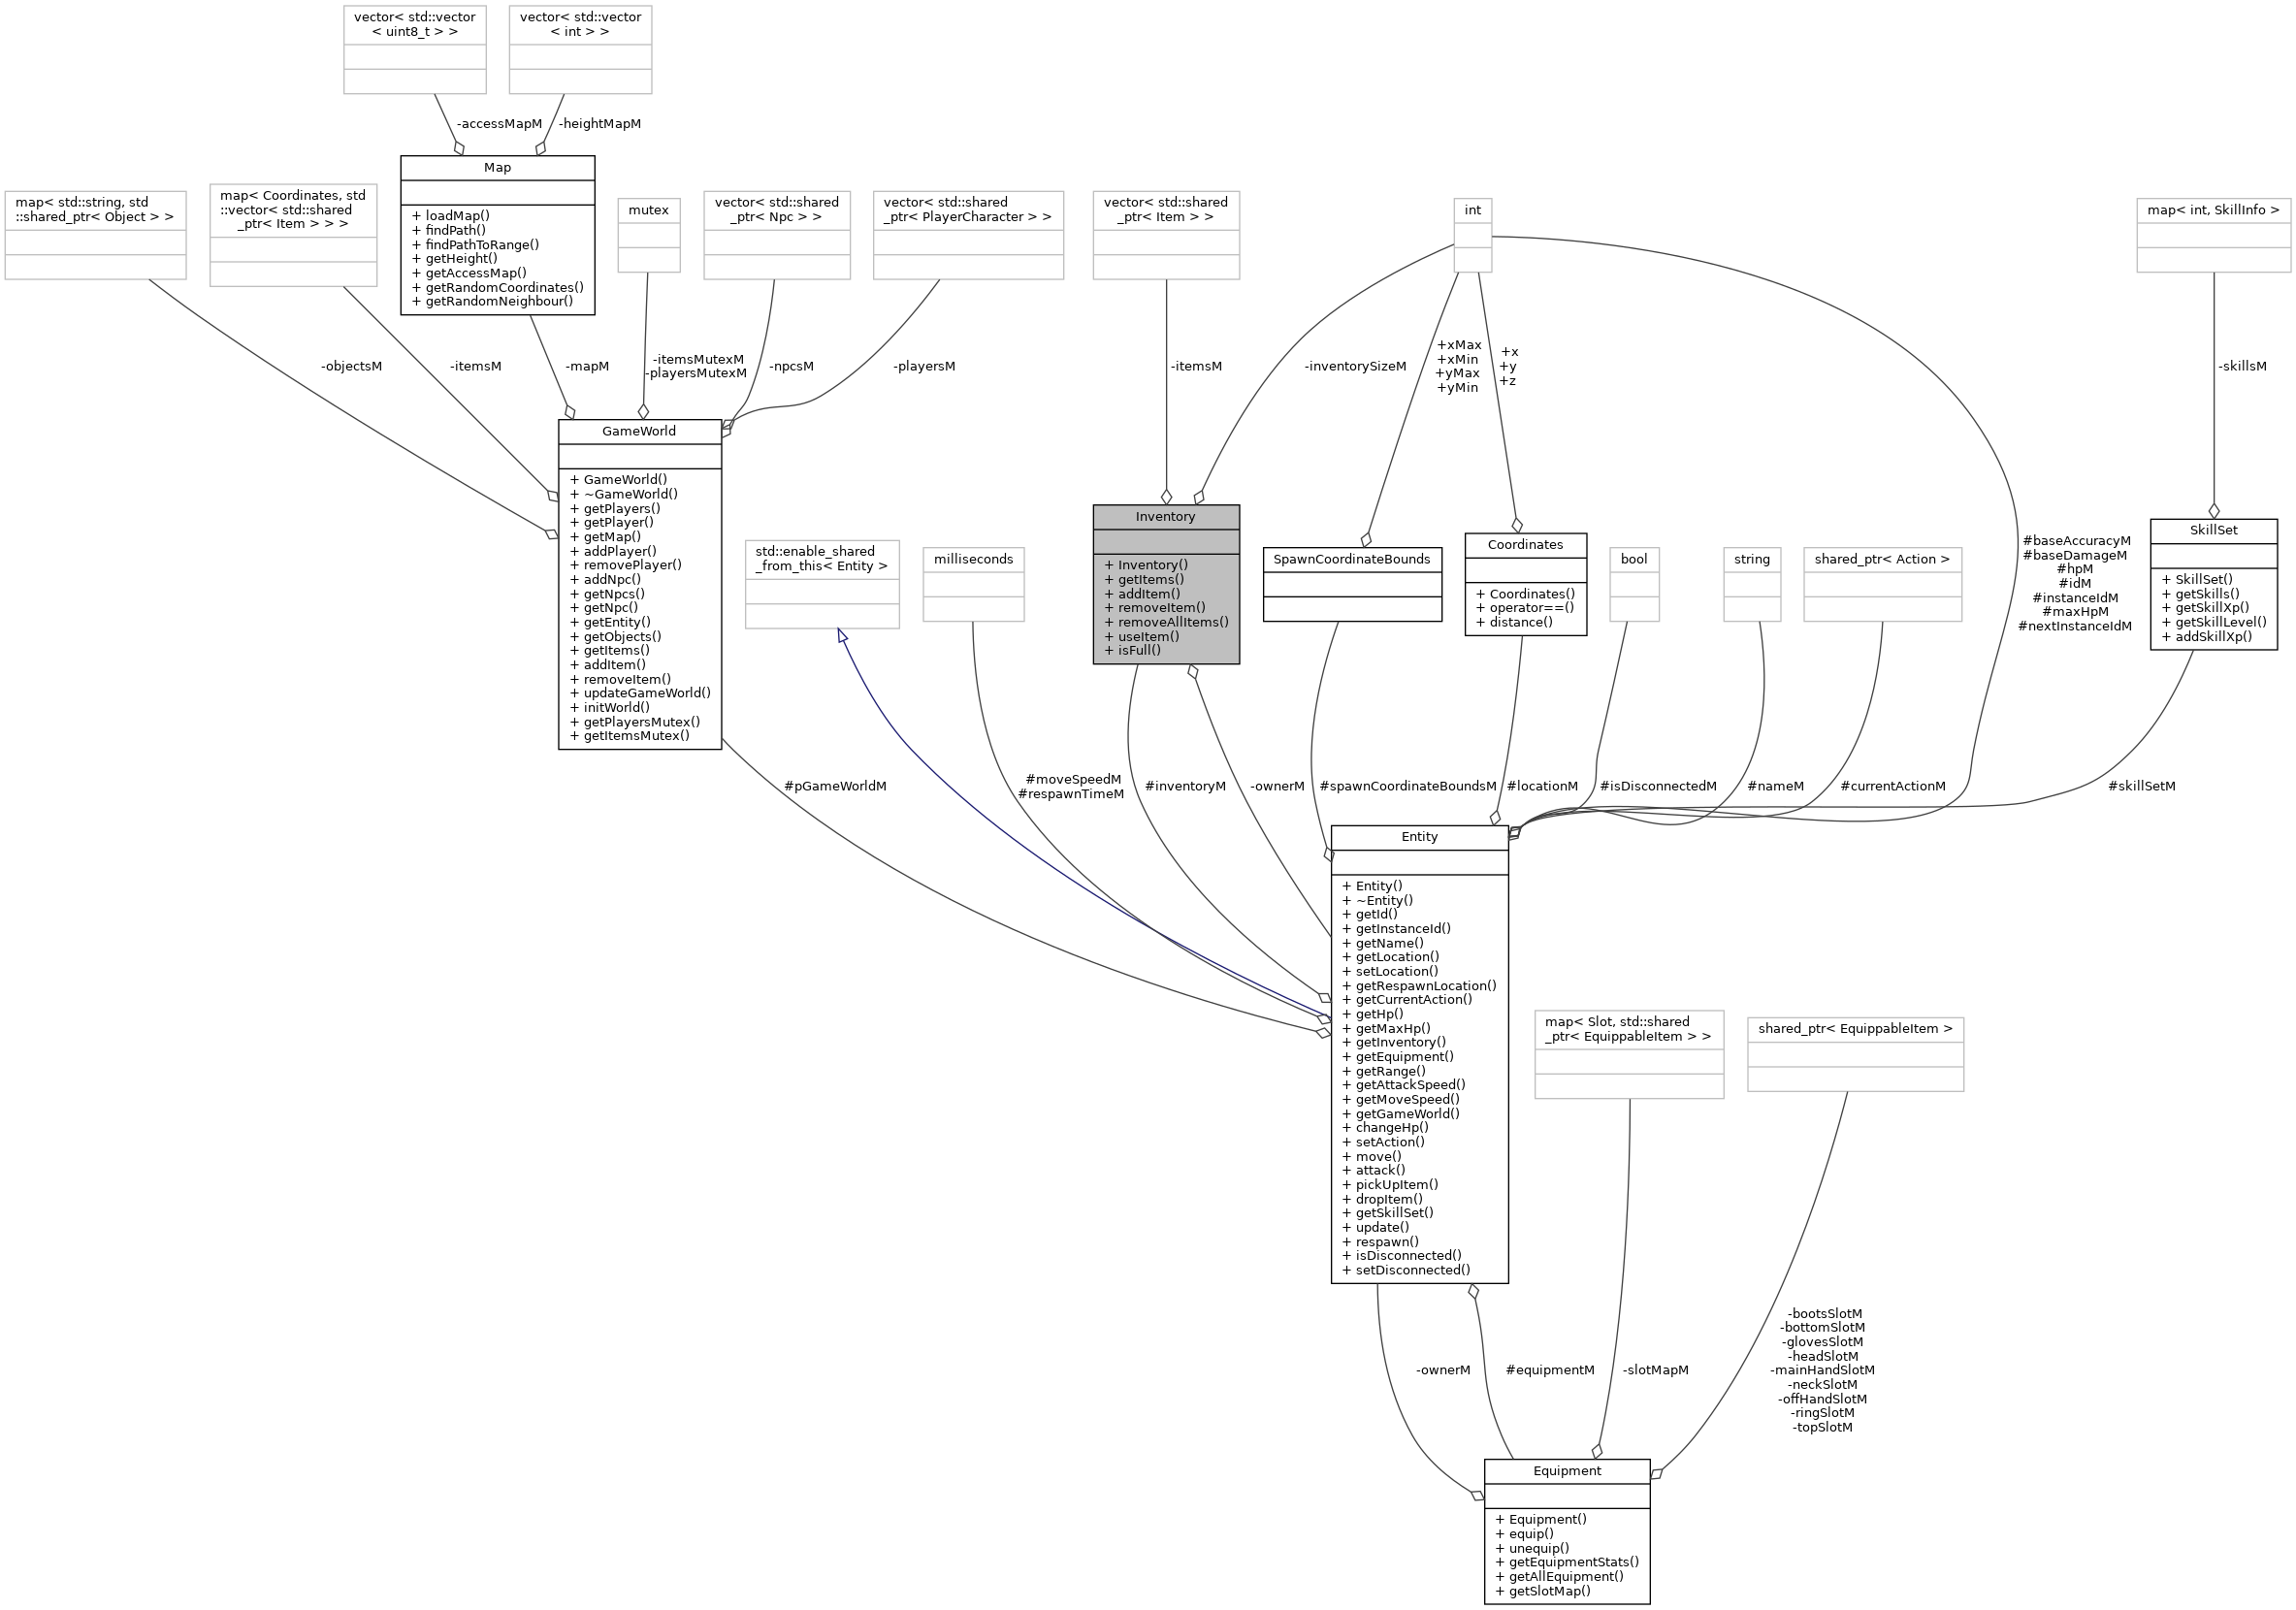 vector< std::vector
< uint8_t > >
vector< std::vector
< int > >
-accessMapM
-heightMapM
Map
+ loadMap()
+ findPath()
+ findPathToRange()
+ getHeight()
+ getAccessMap()
+ getRandomCoordinates()
+ getRandomNeighbour()
map< std::string, std
::shared_ptr< Object > >
map< Coordinates, std
::vector< std::shared
_ptr< Item > > >
mutex
vector< std::shared
_ptr< Npc > >
vector< std::shared
_ptr< PlayerCharacter > >
vector< std::shared
_ptr< Item > >
int
map< int, SkillInfo >
-objectsM
-itemsM
-mapM
-itemsMutexM
-playersMutexM
-npcsM
-playersM
-itemsM
-inventorySizeM
+xMax
+xMin
+yMax
+yMin
+x
+y
+z
-skillsM
GameWorld
+ GameWorld()
+ ~GameWorld()
+ getPlayers()
+ getPlayer()
+ getMap()
+ addPlayer()
+ removePlayer()
+ addNpc()
+ getNpcs()
+ getNpc()
+ getEntity()
+ getObjects()
+ getItems()
+ addItem()
+ removeItem()
+ updateGameWorld()
+ initWorld()
+ getPlayersMutex()
+ getItemsMutex()
std::enable_shared
_from_this< Entity >
milliseconds
Inventory
+ Inventory()
+ getItems()
+ addItem()
+ removeItem()
+ removeAllItems()
+ useItem()
+ isFull()
SpawnCoordinateBounds
Coordinates
+ Coordinates()
+ operator==()
+ distance()
bool
string
shared_ptr< Action >
#baseAccuracyM
#baseDamageM
#hpM
#idM
#instanceIdM
#maxHpM
#nextInstanceIdM
SkillSet
+ SkillSet()
+ getSkills()
+ getSkillXp()
+ getSkillLevel()
+ addSkillXp()
#pGameWorldM
#moveSpeedM
#respawnTimeM
#inventoryM
-ownerM
#spawnCoordinateBoundsM
#locationM
#isDisconnectedM
#nameM
#currentActionM
#skillSetM
Entity
+ Entity()
+ ~Entity()
+ getId()
+ getInstanceId()
+ getName()
+ getLocation()
+ setLocation()
+ getRespawnLocation()
+ getCurrentAction()
+ getHp()
+ getMaxHp()
+ getInventory()
+ getEquipment()
+ getRange()
+ getAttackSpeed()
+ getMoveSpeed()
+ getGameWorld()
+ changeHp()
+ setAction()
+ move()
+ attack()
+ pickUpItem()
+ dropItem()
+ getSkillSet()
+ update()
+ respawn()
+ isDisconnected()
+ setDisconnected()
map< Slot, std::shared
_ptr< EquippableItem > >
shared_ptr< EquippableItem >
-ownerM
#equipmentM
-slotMapM
-bootsSlotM
-bottomSlotM
-glovesSlotM
-headSlotM
-mainHandSlotM
-neckSlotM
-offHandSlotM
-ringSlotM
-topSlotM
Equipment
+ Equipment()
+ equip()
+ unequip()
+ getEquipmentStats()
+ getAllEquipment()
+ getSlotMap()